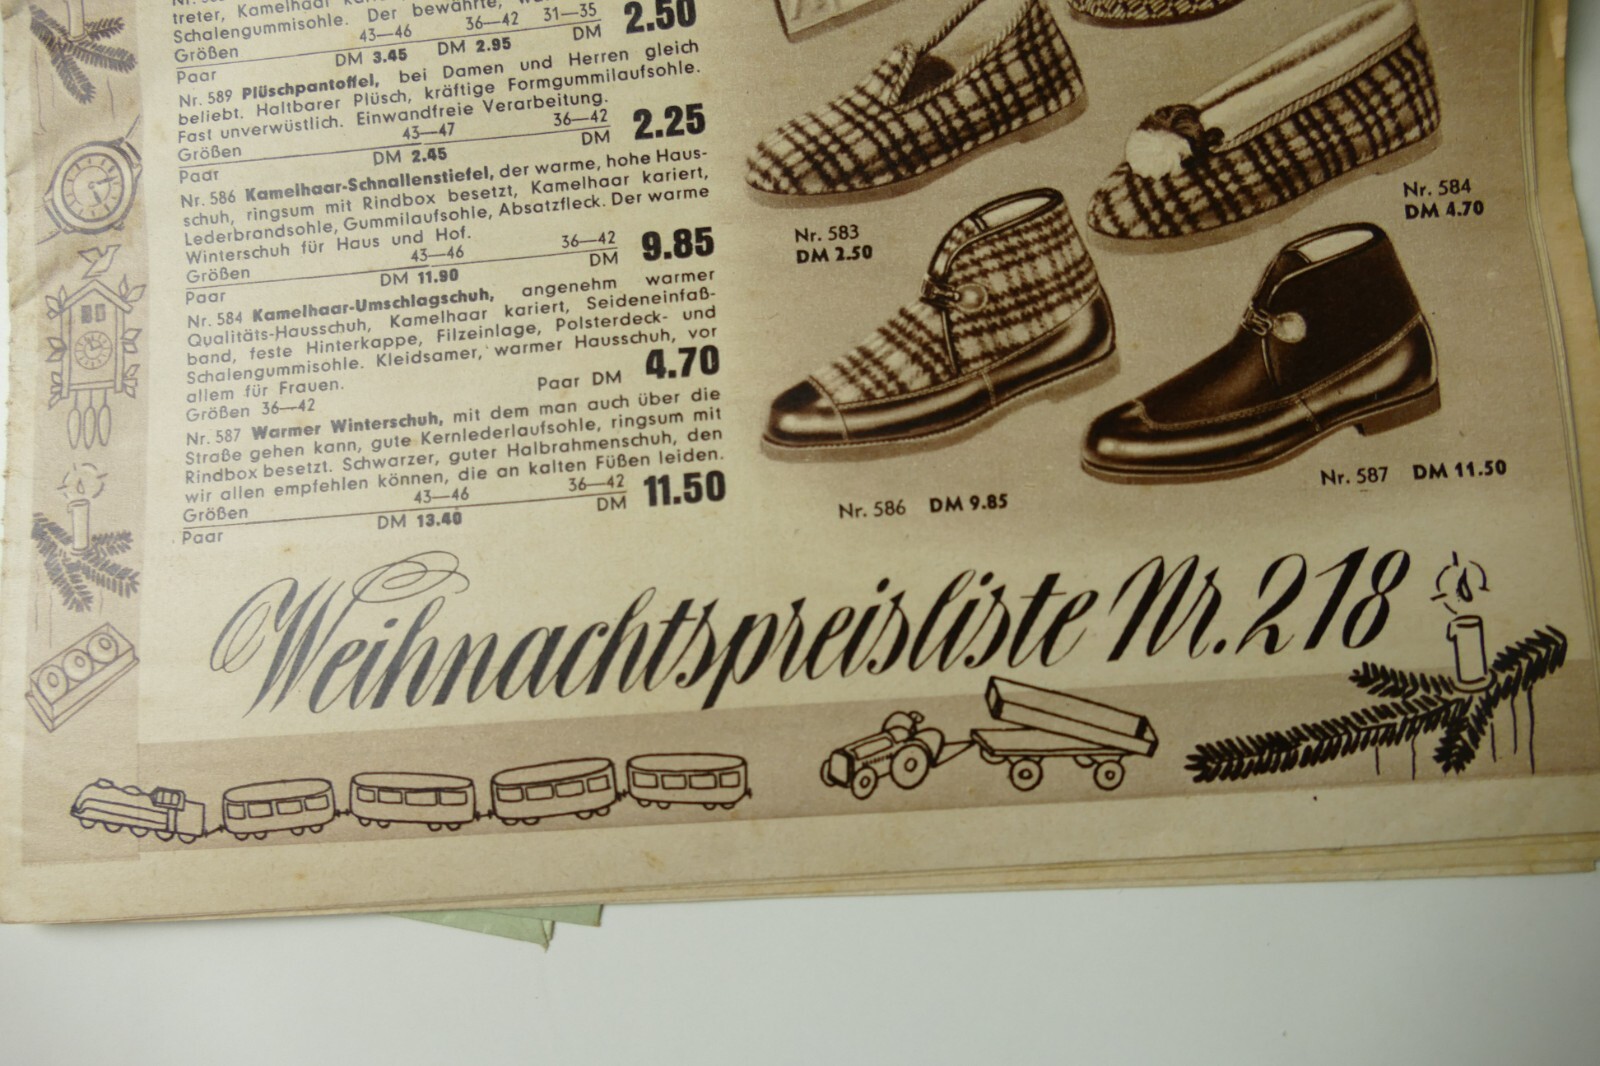 treter, Kamelhaar
Schalengummisohle. Der bewährte,
Größen 43—46 36—42 31—35
Paar DM 3.45 DM 2.95 DM 2.50
Nr. 589 Plüschpantoffel, bei Damen und Herren gleich
beliebt. Haltbarer Plüsch, kräftige Formgummilaufsohle.
Fast unverwüstlich. Einwandfreie Verarbeitung.
Größen 43—47 36—42
Paar DM 2.45 DM 2.25
Nr. 586 Kamelhaar-Schnallenstiefel, der warme, hohe Haus-
schuh, ringsum mit Rindbox besetzt, Kamelhaar kariert,
Lederbrandsohle, Gummilaufsohle, Absatzfleck. Der warme
Winterschuh für Haus und Hof.
Größen 43—46 36—42
Paar DM 11.90 DM 9.85
Nr. 584 Kamelhaar-Umschlagschuh, angenehm warmer
Qualitäts-Hausschuh, Kamelhaar kariert, Seideneinfaß-
band, feste Hinterkappe, Filzeinlage, Polsterdeck- und
Schalengummisohle. Kleidsamer, warmer Hausschuh, vor
allem für Frauen.
Größen 36—42 Paar DM 4.70
Nr. 587 Warmer Winterschuh, mit dem man auch über die
Straße gehen kann, gute Kernlederlaufsohle, ringsum mit
Rindbox besetzt. Schwarzer, guter Halbrahmenschuh, den
wir allen empfehlen können, die an kalten Füßen leiden.
Größen 43—46 36—42
Paar DM 13.40 DM 11.50
Nr. 583
DM 2.50
Nr. 584
DM 4.70
Nr. 586 DM 9.85
Nr. 587 DM 11.50
Weihnachtspreisliste Nr. 218